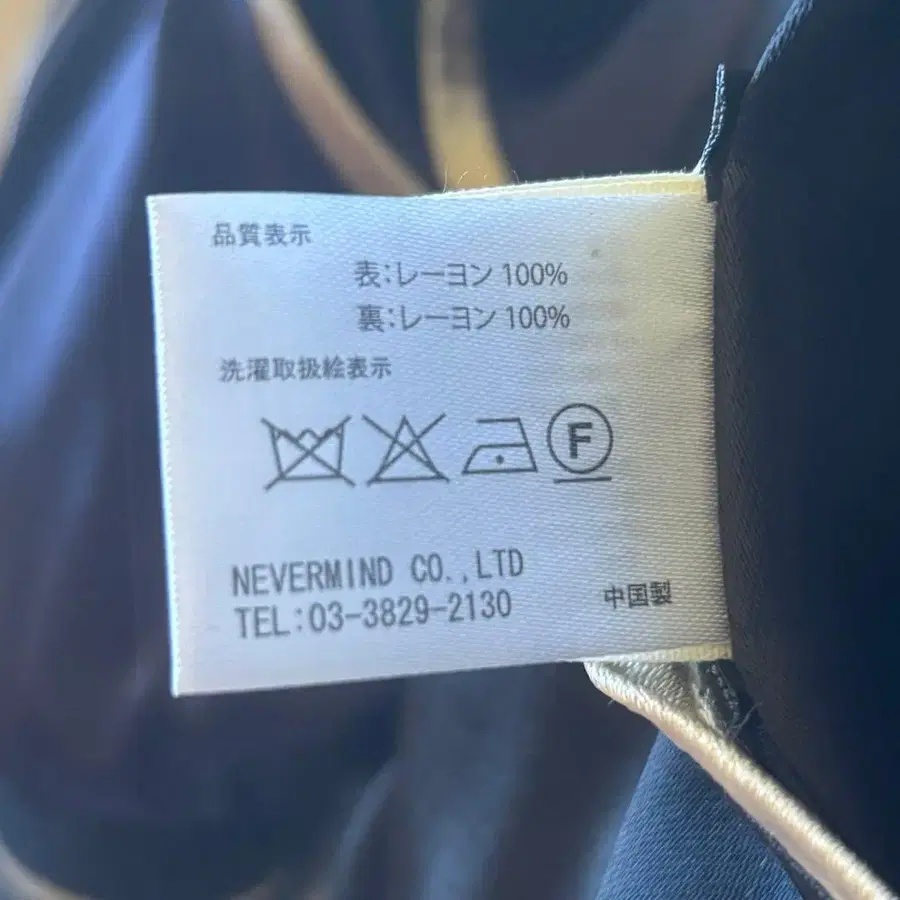 品質表示
表:レーヨン 100%
裏:レーヨン 100%
洗濯取扱絵表示
F
NEVERMIND CO.,LTD
TEL:03-3829-2130
中国製